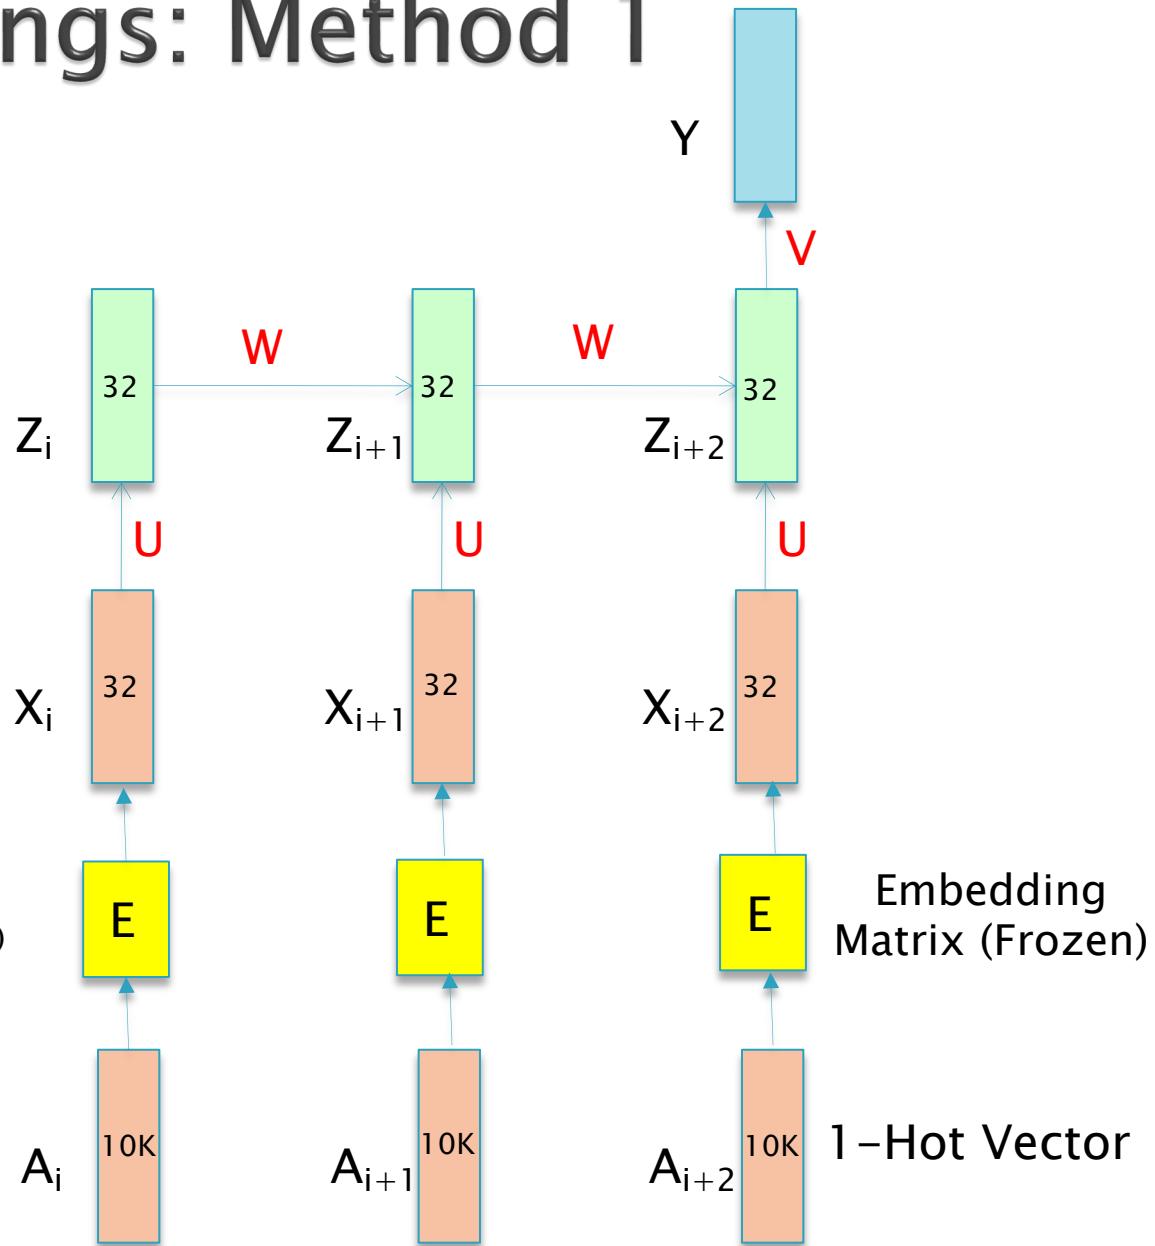 ngs: Method 1
Y
V
W
W
32
32
32
Zi
Zi+1
Zi+2
U
U
U
32
32
32
Xi
Xi+1
Xi+2
E
E
E
Embedding
Matrix (Frozen)
)
10K
10K
10K
1-Hot Vector
Ai
Ai+1
Ai+2